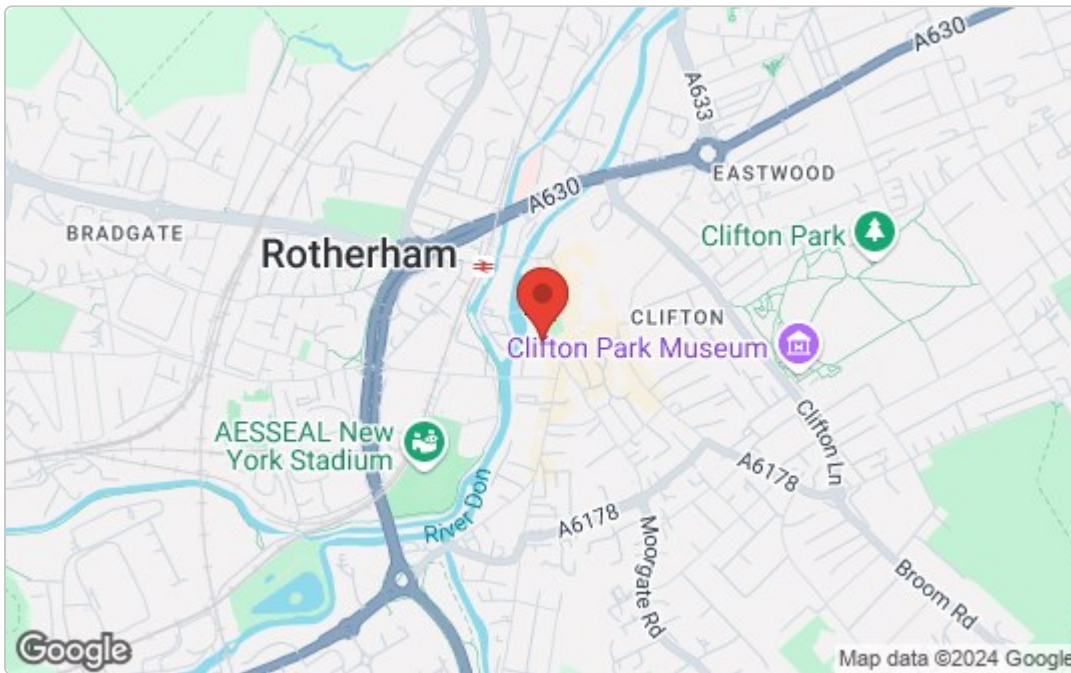 A630
A633
EASTWOOD
A630
BRADGATE
Clifton Park
Rotherham
CLIFTON
Clifton Park Museum
Clifton Ln
AESSEAL New
York Stadium
A6178
River Don
A6178
Moorgate Rd
Broom Rd
Google
Map data ©2024 Google